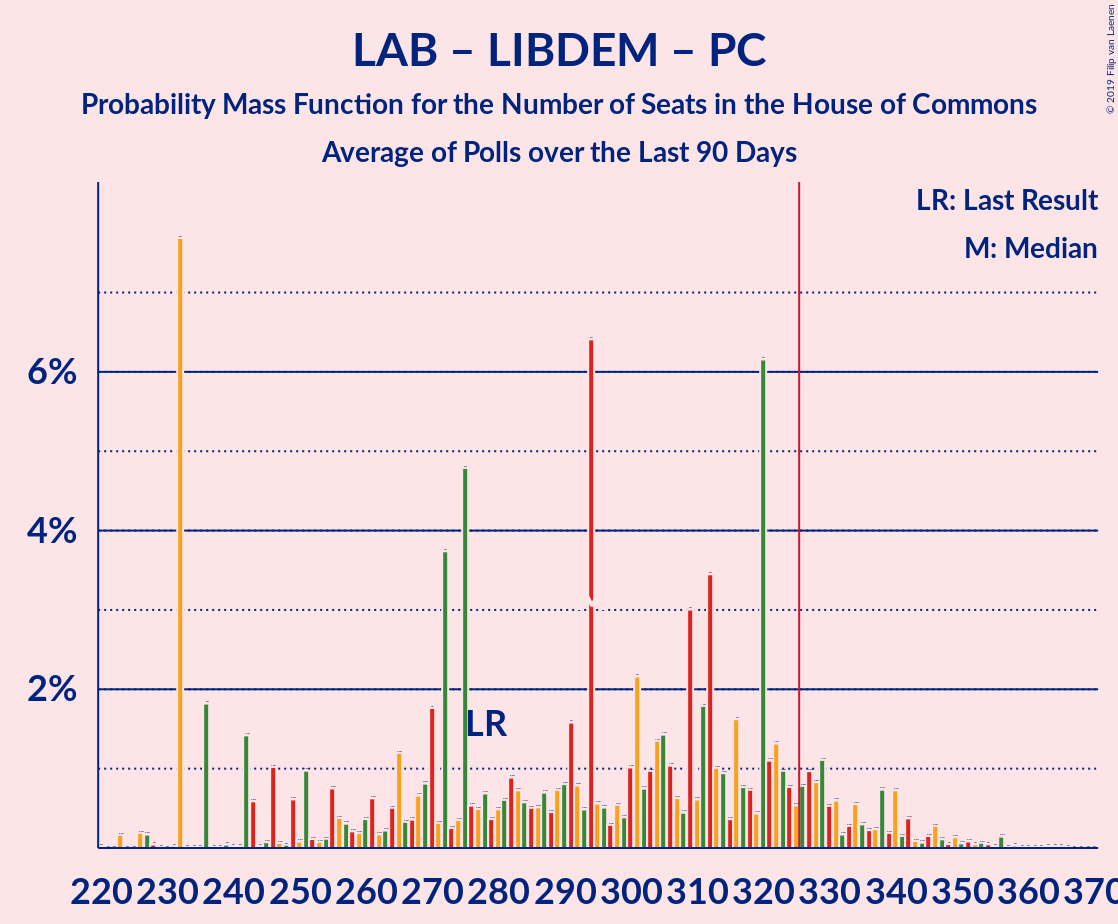 LAB – LIBDEM – PC
Probability Mass Function for the Number of Seats in the House of Commons
Average of Polls over the Last 90 Days
© 2019 Filip van Laenen
LR: Last Result
M: Median
6%
4%
2%
LR
220 230 240 250 260 270 280 290 300 310 320 330 340 350 360 370